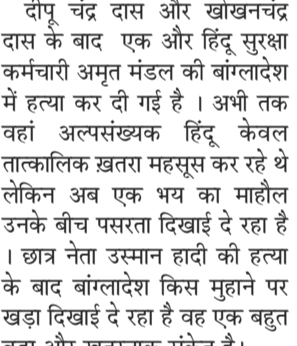 दीपू चंद्र दास और खोखनचंद्र
दास के बाद एक और हिंदू सुरक्षा
कर्मचारी अमृत मंडल की बांग्लादेश
में हत्या कर दी गई है । अभी तक
वहां अल्पसंख्यक हिंदू केवल
तात्कालिक ख़तरा महसूस कर रहे थे
लेकिन अब एक भय का माहौल
उनके बीच पसरता दिखाई दे रहा है
। छात्र नेता उस्मान हादी की हत्या
के बाद बांग्लादेश किस मुहाने पर
खड़ा दिखाई दे रहा है वह एक बहुत